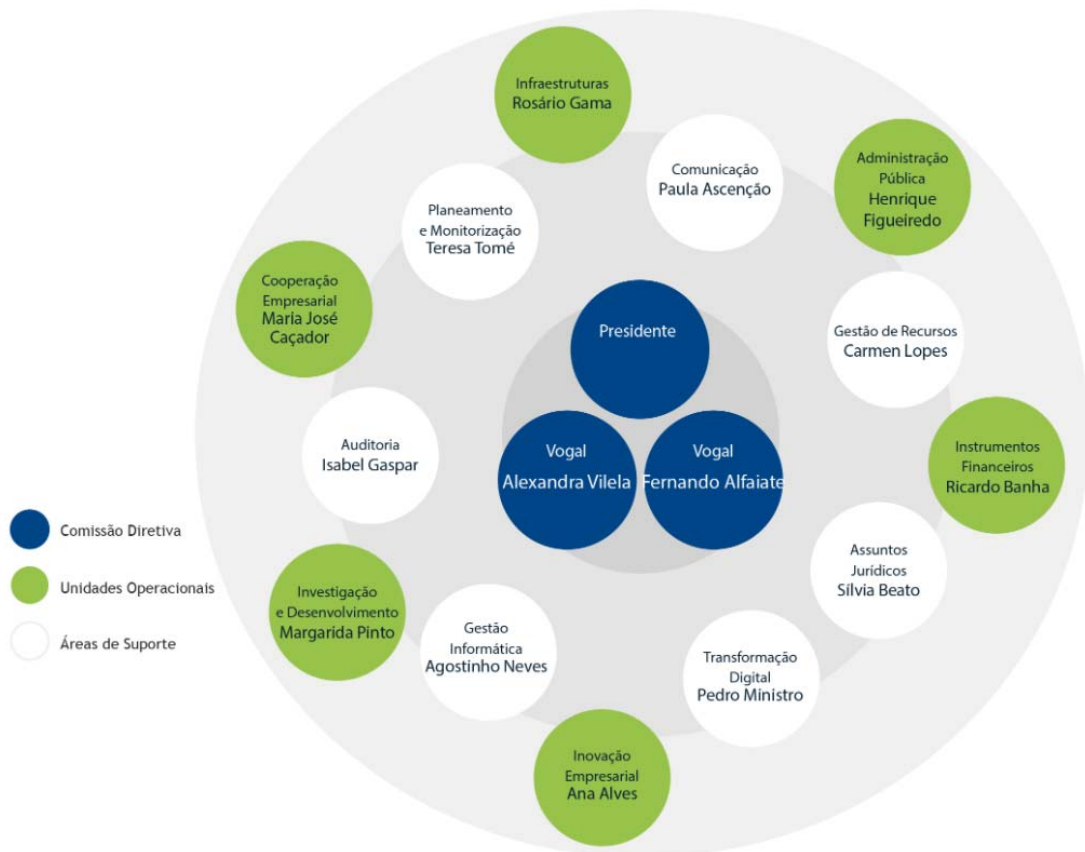 Infraestruturas
Rosário Gama
Comunicação
Paula Ascenção
Administração
Pública
Henrique
Figueiredo
Planeamento
e Monitorização
Teresa Tomé
Cooperação
Empresarial
Maria José
Caçador
Presidente
Gestão de Recursos
Carmen Lopes
Auditoria
Isabel Gaspar
Vogal
Alexandra Vilela
Vogal
Fernando Alfaiate
Instrumentos
Financeiros
Ricardo Banha
Comissão Diretiva
Unidades Operacionais
Áreas de Suporte
Assuntos
Jurídicos
Sílvia Beato
Investigação
e Desenvolvimento
Margarida Pinto
Gestão
Informática
Agostinho Neves
Transformação
Digital
Pedro Ministro
Inovação
Empresarial
Ana Alves